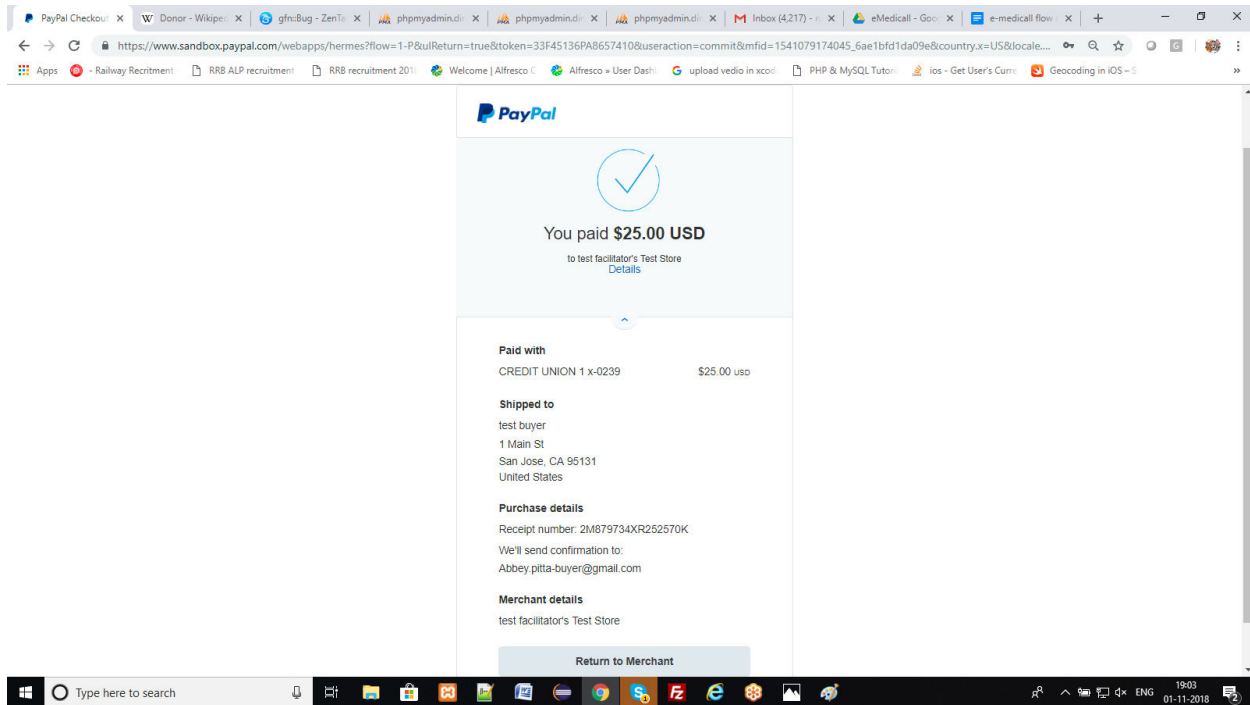 PayPal Checkout
Donor - Wikiped
gfn::Bug - ZenTa
phpmyadmin.di
phpmyadmin.di
phpmyadmin.di
Inbox (4,217) - n
eMedicall - Goo
e-medicall flow
https://www.sandbox.paypal.com/webapps/hermes?flow=1-P&ulReturn=true&token=33F45136PA8657410&useraction=commit&mfid=1541079174045_6ae1bfd1da09e&country.x=US&locale....
Apps
- Railway Recritment
RRB ALP recruitment
RRB recruitment 201
Welcome | Alfresco C
Alfresco » User Dash
upload vedio in xcod
PHP & MySQL Tutori
ios - Get User's Curre
Geocoding in iOS – S
»
PayPal
You paid $25.00 USD
to test facilitator's Test Store
Details
Paid with
CREDIT UNION 1 x-0239 $25.00 USD
Shipped to
test buyer
1 Main St
San Jose, CA 95131
United States
Purchase details
Receipt number: 2M879734XR252570K
We'll send confirmation to:
Abbey.pitta-buyer@gmail.com
Merchant details
test facilitator's Test Store
Return to Merchant
Type here to search
ENG
19:03
01-11-2018